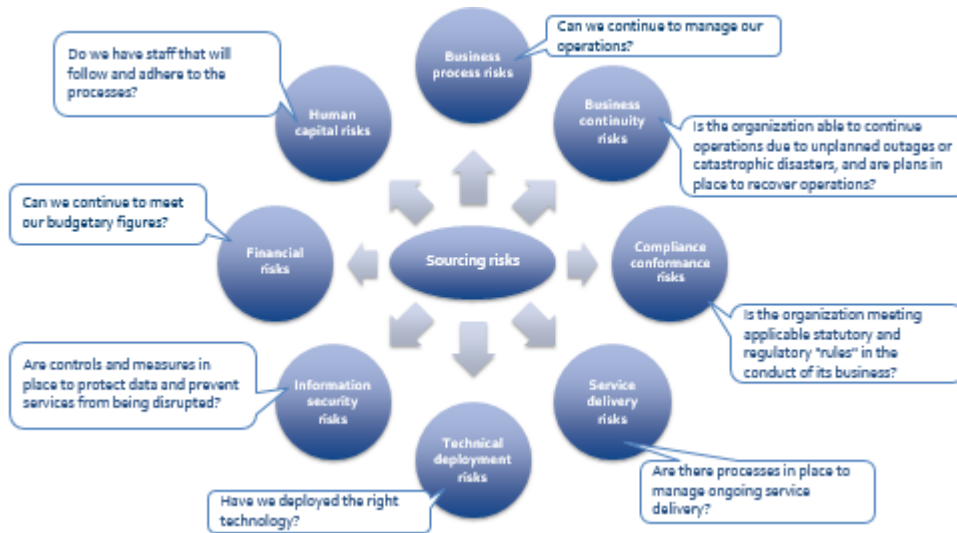 Can we continue to manage our
operations?
Business
process risks
Do we have staff that will
follow and adhere to the
processes?
Human
capital risks
Business
continuity
risks
Is the organization able to continue
operations due to unplanned outages or
catastrophic disasters, and are plans in
place to recover operations?
Can we continue to meet
our budgetary figures?
Financial
risks
Sourcing risks
Compliance
conformance
risks
Is the organization meeting
applicable statutory and
regulatory "rules" in the
conduct of its business?
Are controls and measures in
place to protect data and prevent
services from being disrupted?
Information
security
risks
Service
delivery
risks
Technical
deployment
risks
Are there processes in place to
manage ongoing service
delivery?
Have we deployed the right
technology?